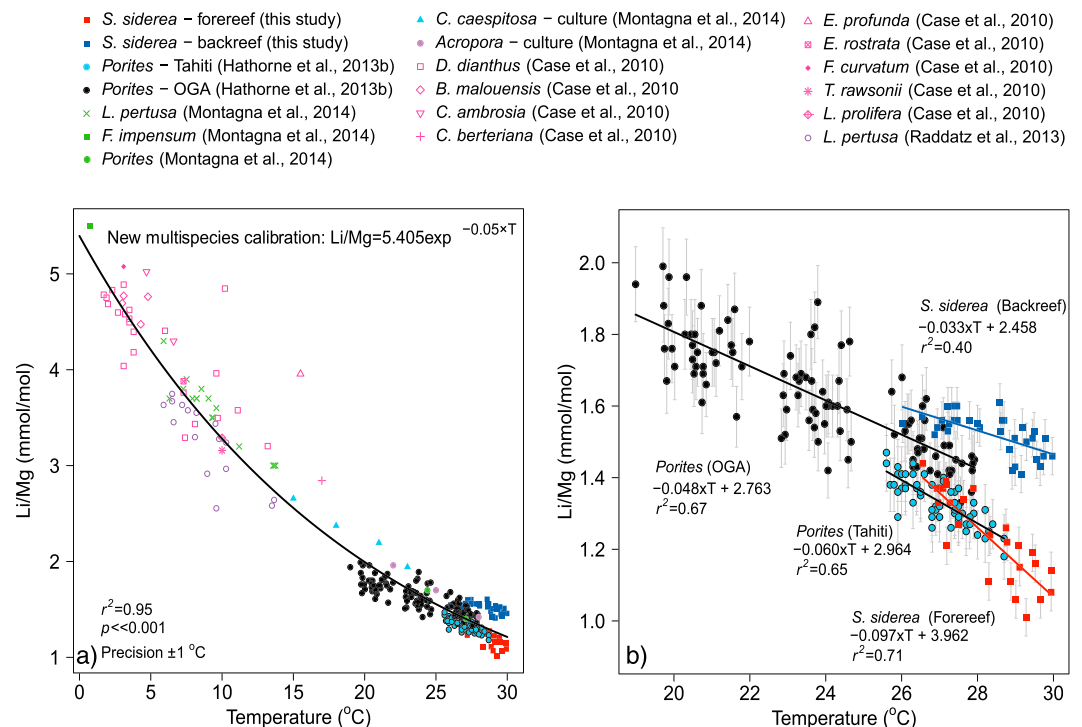 S. siderea − forereef (this study)
S. siderea − backreef (this study)
Porites − Tahiti (Hathorne et al., 2013b)
Porites − OGA (Hathorne et al., 2013b)
L. pertusa (Montagna et al., 2014)
F. impensum (Montagna et al., 2014)
Porites (Montagna et al., 2014)
C. caespitosa − culture (Montagna et al., 2014)
Acropora − culture (Montagna et al., 2014)
D. dianthus (Case et al., 2010)
B. malouensis (Case et al., 2010
C. ambrosia (Case et al., 2010)
C. berteriana (Case et al., 2010)
E. profunda (Case et al., 2010)
E. rostrata (Case et al., 2010)
F. curvatum (Case et al., 2010)
T. rawsonii (Case et al., 2010)
L. prolifera (Case et al., 2010)
L. pertusa (Raddatz et al., 2013)
New multispecies calibration: Li/Mg=5.405exp −0.05×T
5
4
3
2
1
Li/Mg (mmol/mol)
r2=0.95
p<<0.001
Precision ±1 oC
a)
0 5 10 15 20 25 30
Temperature (oC)
2.0
1.8
1.6
1.4
1.2
1.0
Li/Mg (mmol/mol)
S. siderea (Backreef)
−0.033xT + 2.458
r2=0.40
Porites (OGA)
−0.048xT + 2.763
r2=0.67
Porites (Tahiti)
−0.060xT + 2.964
r2=0.65
S. siderea (Forereef)
−0.097xT + 3.962
r2=0.71
b)
20 22 24 26 28 30
Temperature (oC)